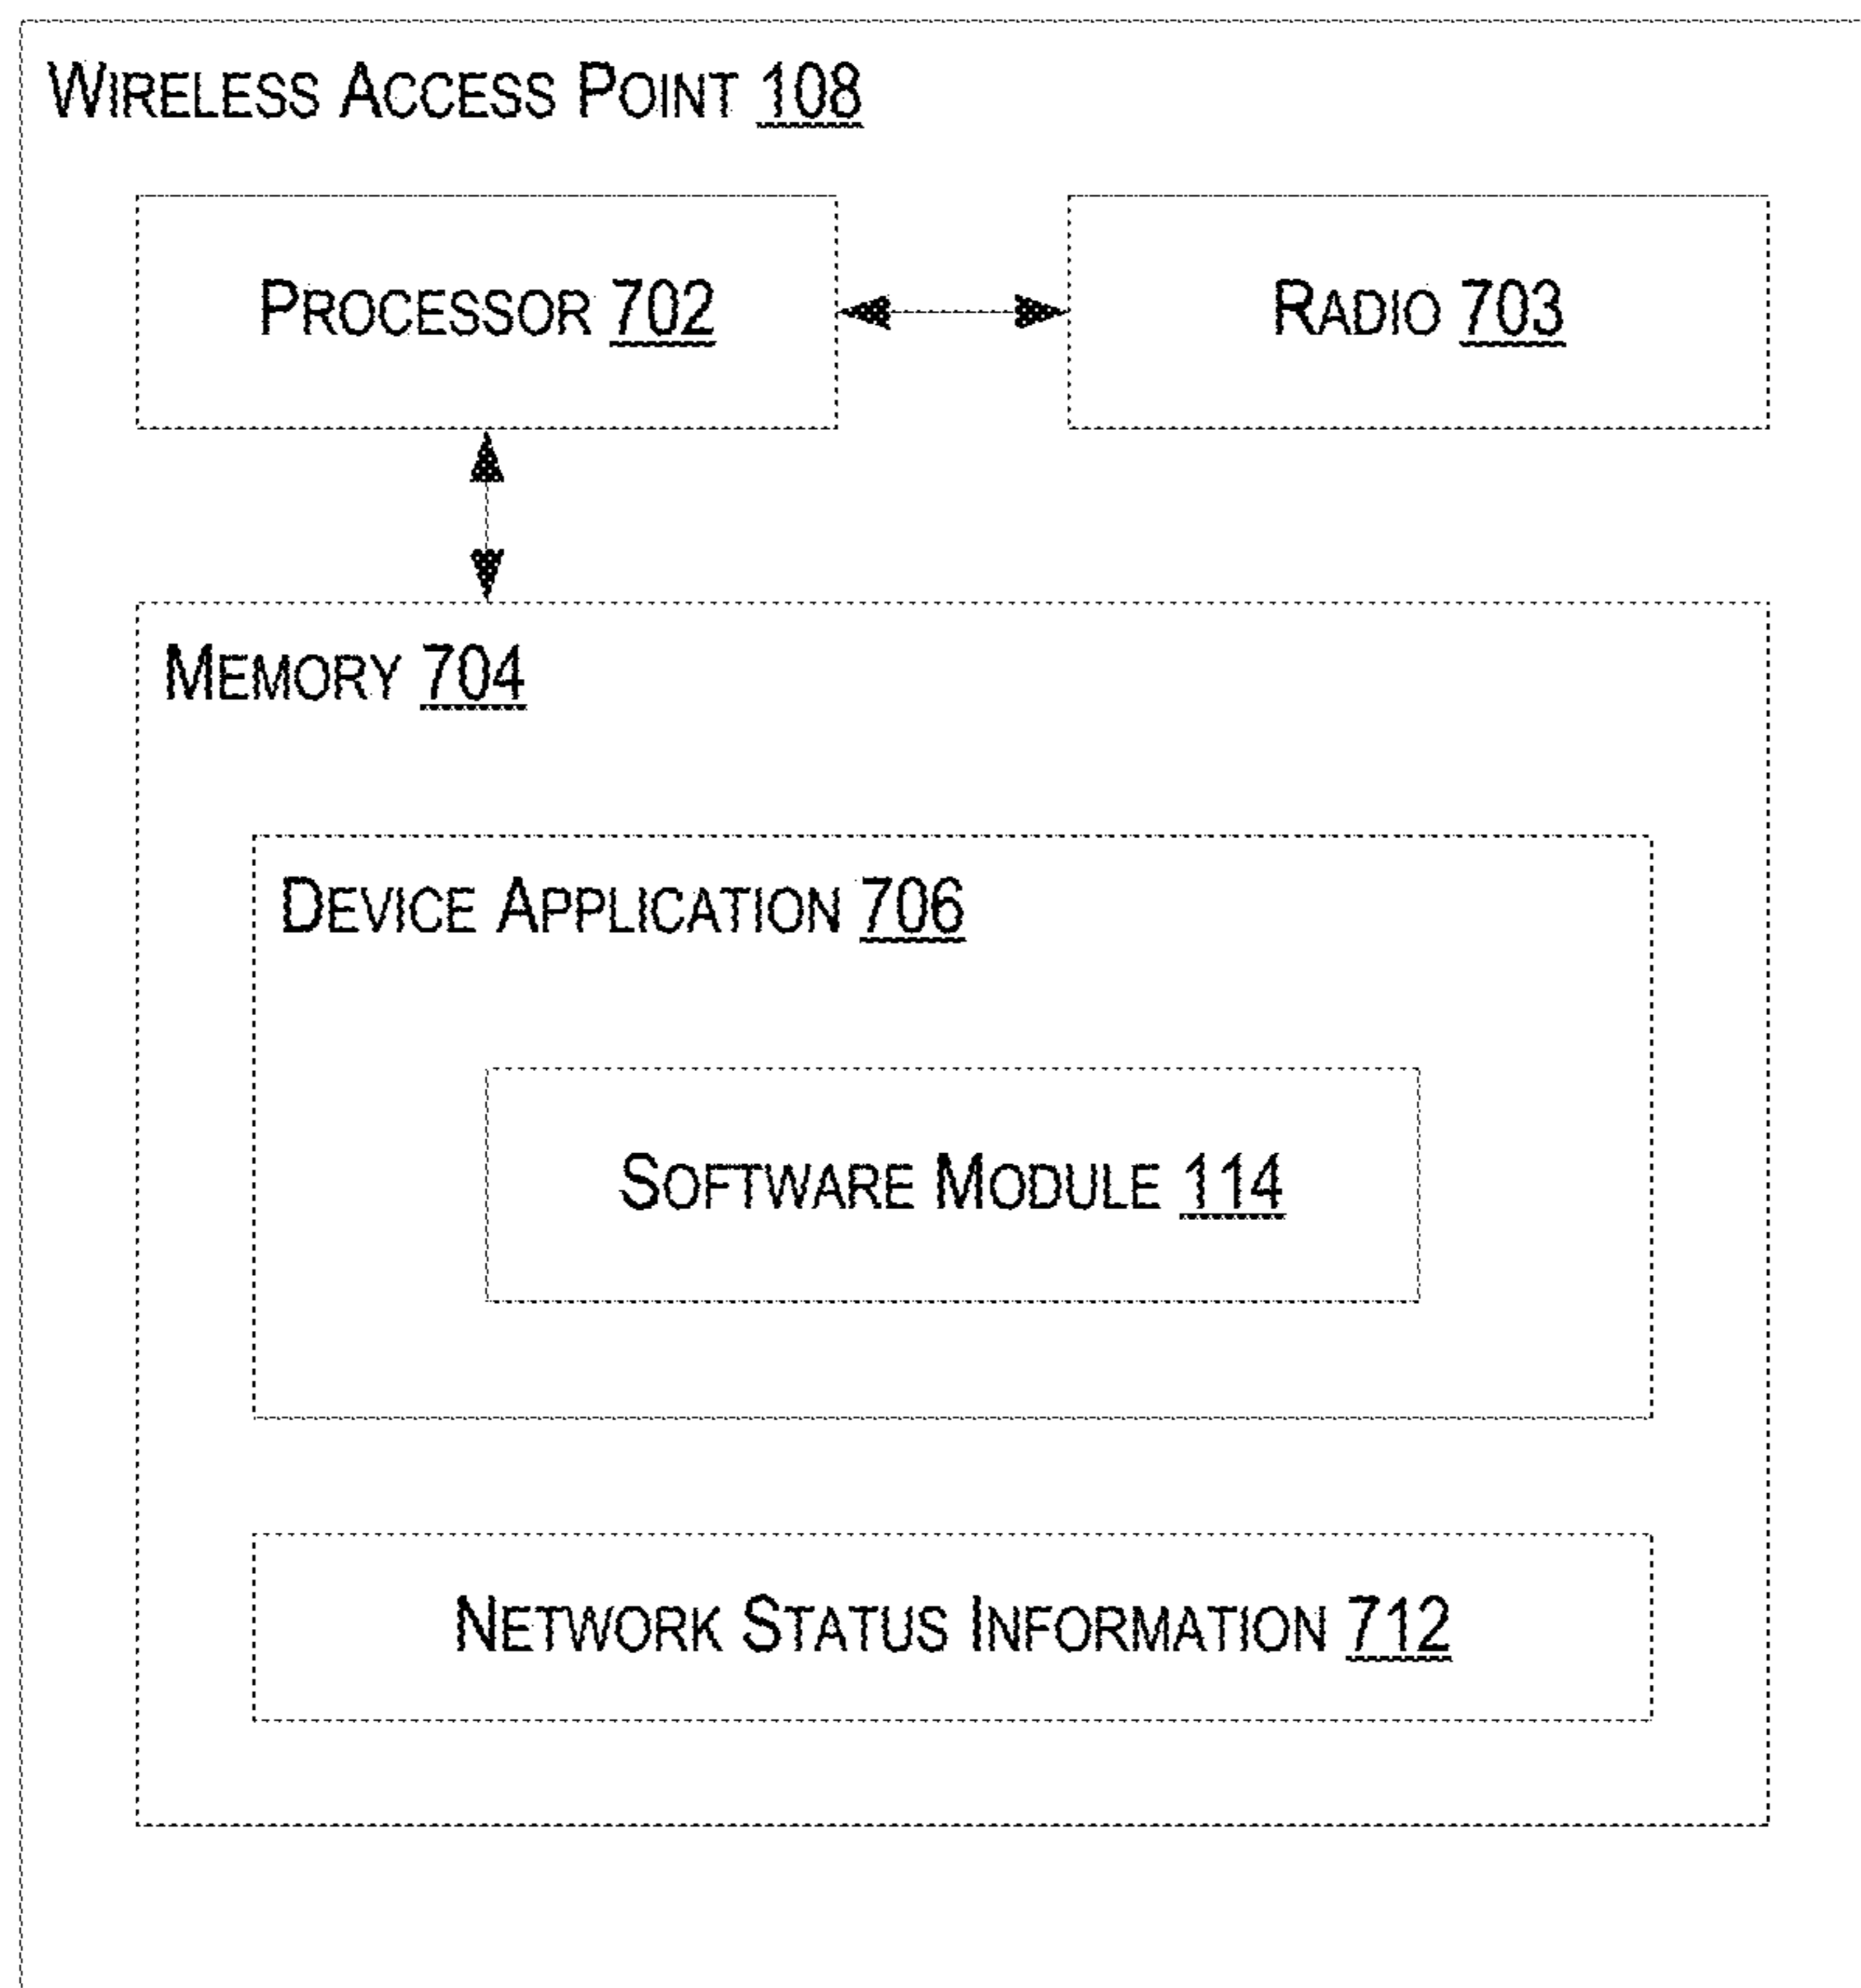 WIRELESS ACCESS POINT 108
PROCESSOR 702
RADIO 703
MEMORY 704
DEVICE APPLICATION 706
SOFTWARE MODULE 114
NETWORK STATUS INFORMATION 712